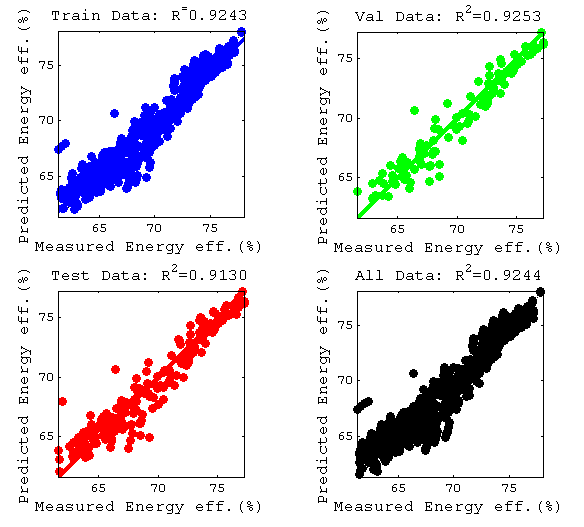 Train Data: R²=0.9243
Predicted Energy eff.(%)
75
70
65
65 70 75
Measured Energy eff.(%)
Val Data: R²=0.9253
Predicted Energy eff.(%)
75
70
65
65 70 75
Measured Energy eff.(%)
Test Data: R²=0.9130
Predicted Energy eff.(%)
75
70
65
65 70 75
Measured Energy eff.(%)
All Data: R²=0.9244
Predicted Energy eff.(%)
75
70
65
65 70 75
Measured Energy eff.(%)